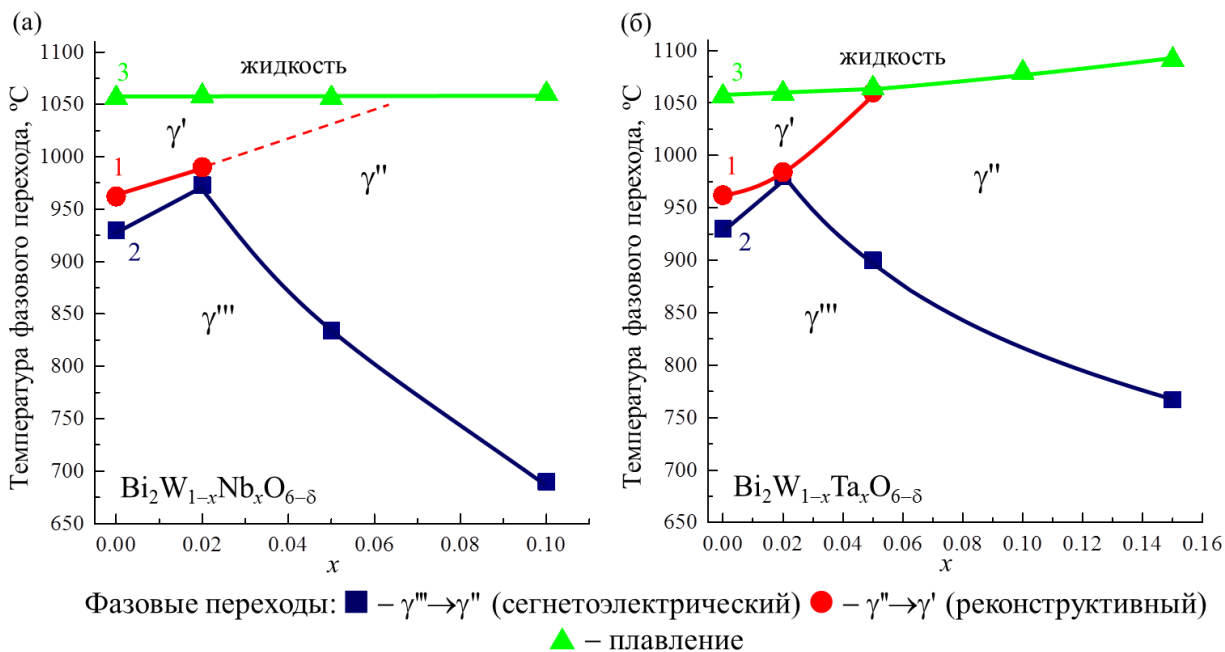 (а)
Температура фазового перехода, ºC
1100
1050
1000
950
900
850
800
750
700
650
3
жидкость
γ'
1
γ''
2
γ'''
Bi₂W₁₋ₓNbₓO₆₋δ
0.00 0.02 0.04 0.06 0.08 0.10
x
(б)
Температура фазового перехода, ºC
1100
1050
1000
950
900
850
800
750
700
650
3
жидкость
γ'
1
γ''
2
γ'''
Bi₂W₁₋ₓTaₓO₆₋δ
0.00 0.02 0.04 0.06 0.08 0.10 0.12 0.14 0.16
x
Фазовые переходы: – γ'''→γ'' (сегнетоэлектрический) – γ''→γ' (реконструктивный)
– плавление